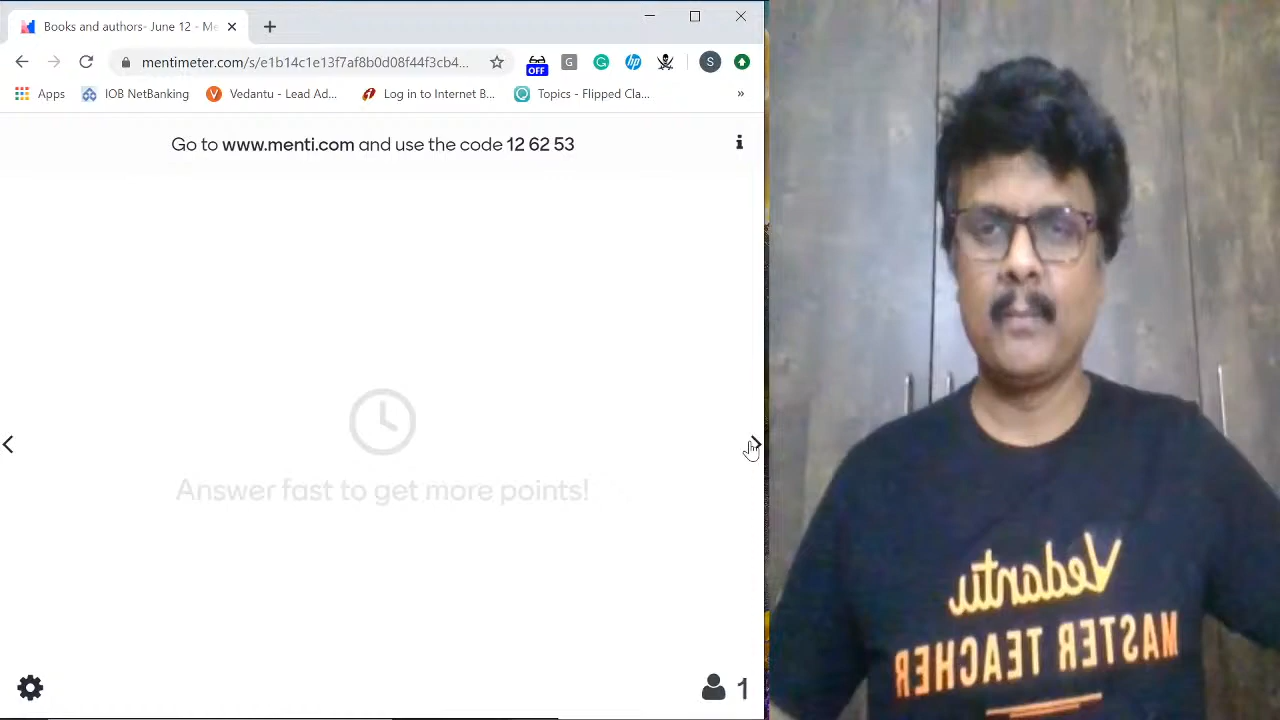 Books and authors- June 12 - Me
mentimeter.com/s/e1b14c1e13f7af8b0d08f44f3cb4...
OFF
G
G
hp
S
Apps
IOB NetBanking
Vedantu - Lead Ad...
Log in to Internet B...
Topics - Flipped Cla...
»
Go to www.menti.com and use the code 12 62 53
Answer fast to get more points!
1
Vedantu
MASTER TEACHER